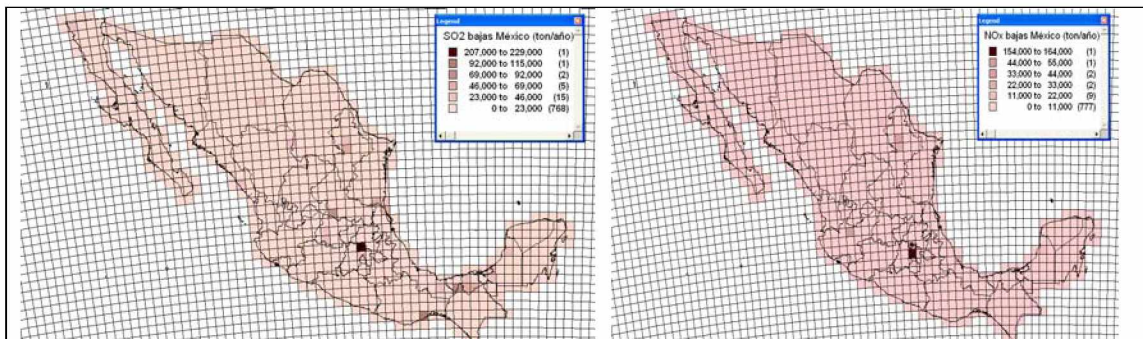 Legend
SO2 bajas México (ton/año)
207,000 to 229,000 (1)
92,000 to 115,000 (1)
69,000 to 92,000 (2)
46,000 to 69,000 (5)
23,000 to 46,000 (15)
0 to 23,000 (768)
Legend
NOx bajas México (ton/año)
154,000 to 164,000 (1)
44,000 to 55,000 (1)
33,000 to 44,000 (2)
22,000 to 33,000 (2)
11,000 to 22,000 (9)
0 to 11,000 (777)